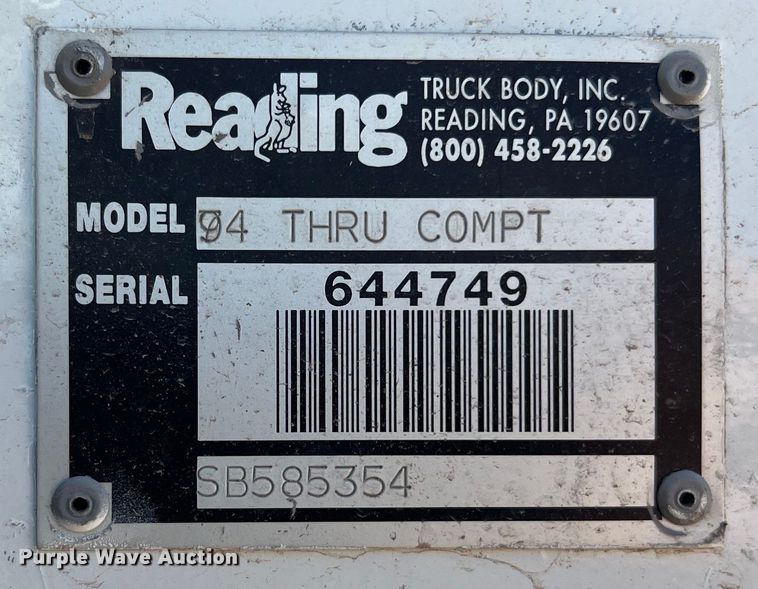 Reading
TRUCK BODY, INC.
READING, PA 19607
(800) 458-2226
MODEL 94 THRU COMPT
SERIAL 644749
SB585354
Purple Wave Auction